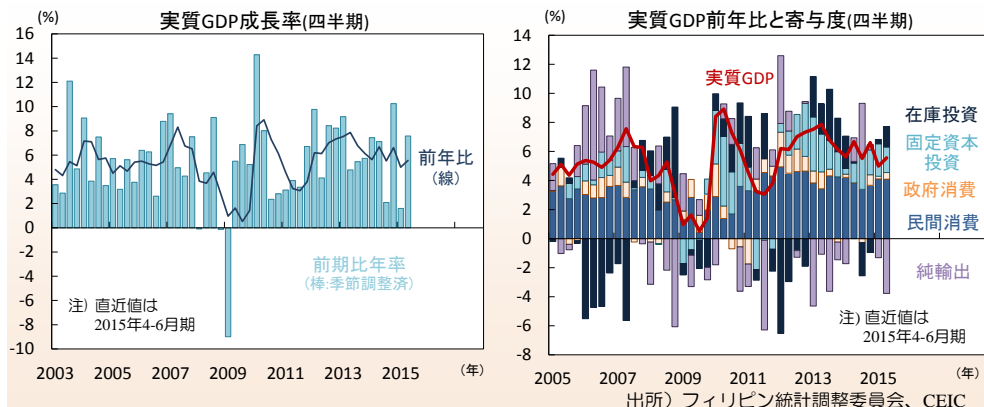 実質GDP成長率(四半期)
(%)
16
14
12
10
8
6
4
2
0
-2
-4
-6
-8
-10
前年比
(線)
前期比年率
(棒:季節調整済)
注) 直近値は
2015年4-6月期
2003 2005 2007 2009 2011 2013 2015 (年)
実質GDP前年比と寄与度(四半期)
(%)
14
12
10
8
6
4
2
0
-2
-4
-6
-8
実質GDP
在庫投資
固定資本
投資
政府消費
民間消費
純輸出
注) 直近値は
2015年4-6月期
2005 2007 2009 2011 2013 2015 (年)
出所）フィリピン統計調整委員会、CEIC